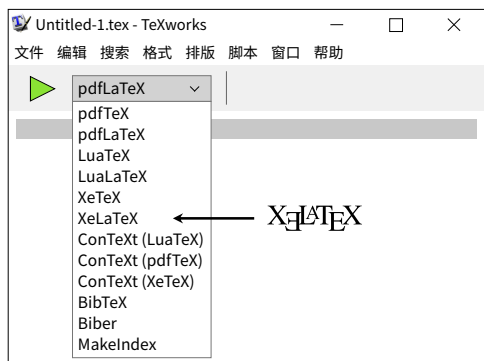 Untitled-1.tex - TeXworks
文件 编辑 搜索 格式 排版 脚本 窗口 帮助
pdfLaTeX
pdfTeX
pdfLaTeX
LuaTeX
LuaLaTeX
XeTeX
XeLaTeX
XƎLATEX
ConTeXt (LuaTeX)
ConTeXt (pdfTeX)
ConTeXt (XeTeX)
BibTeX
Biber
MakeIndex